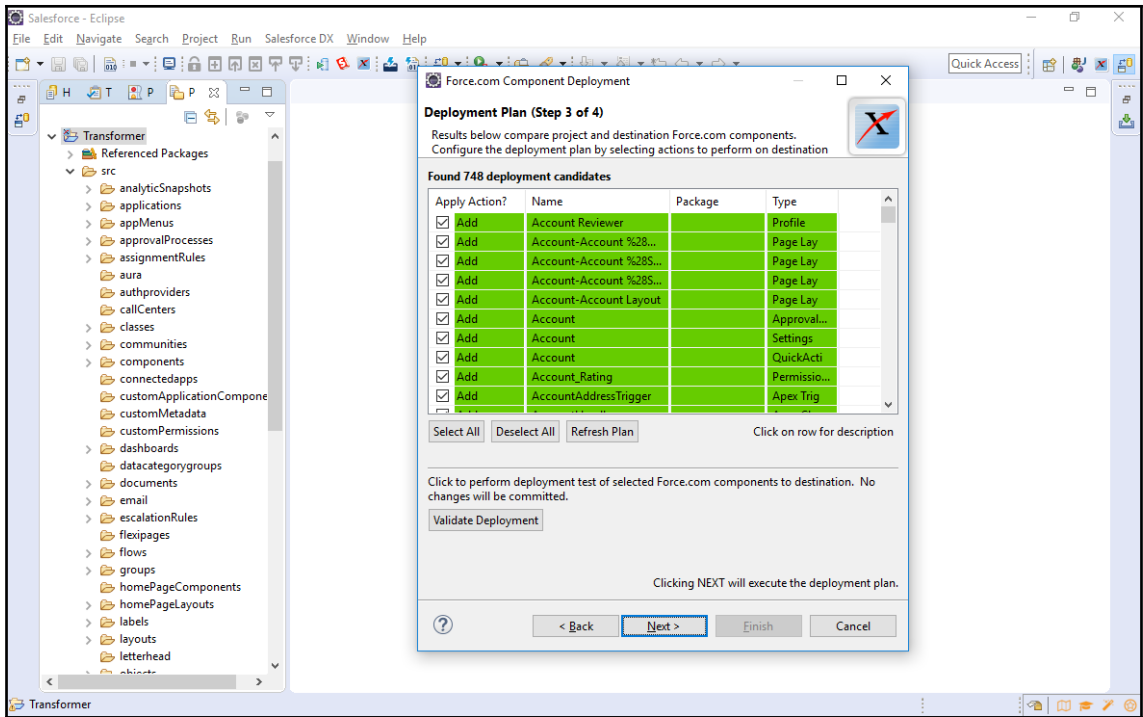 Salesforce - Eclipse
File Edit Navigate Search Project Run Salesforce DX Window Help
Quick Access
H T P P
Transformer
Referenced Packages
src
analyticSnapshots
applications
appMenus
approvalProcesses
assignmentRules
aura
authproviders
callCenters
classes
communities
components
connectedapps
customApplicationCompone
customMetadata
customPermissions
dashboards
datacategorygroups
documents
email
escalationRules
flexipages
flows
groups
homePageComponents
homePageLayouts
labels
layouts
letterhead
Transformer
Force.com Component Deployment
Deployment Plan (Step 3 of 4)
Results below compare project and destination Force.com components.
Configure the deployment plan by selecting actions to perform on destination
Found 748 deployment candidates
Apply Action? Name Package Type
Add Account Reviewer Profile
Add Account-Account %28... Page Lay
Add Account-Account %28S... Page Lay
Add Account-Account %28S... Page Lay
Add Account-Account Layout Page Lay
Add Account Approval...
Add Account Settings
Add Account QuickActi
Add Account_Rating Permissio...
Add AccountAddressTrigger Apex Trig
Select All Deselect All Refresh Plan Click on row for description
Click to perform deployment test of selected Force.com components to destination. No
changes will be committed.
Validate Deployment
Clicking NEXT will execute the deployment plan.
? < Back Next > Finish Cancel